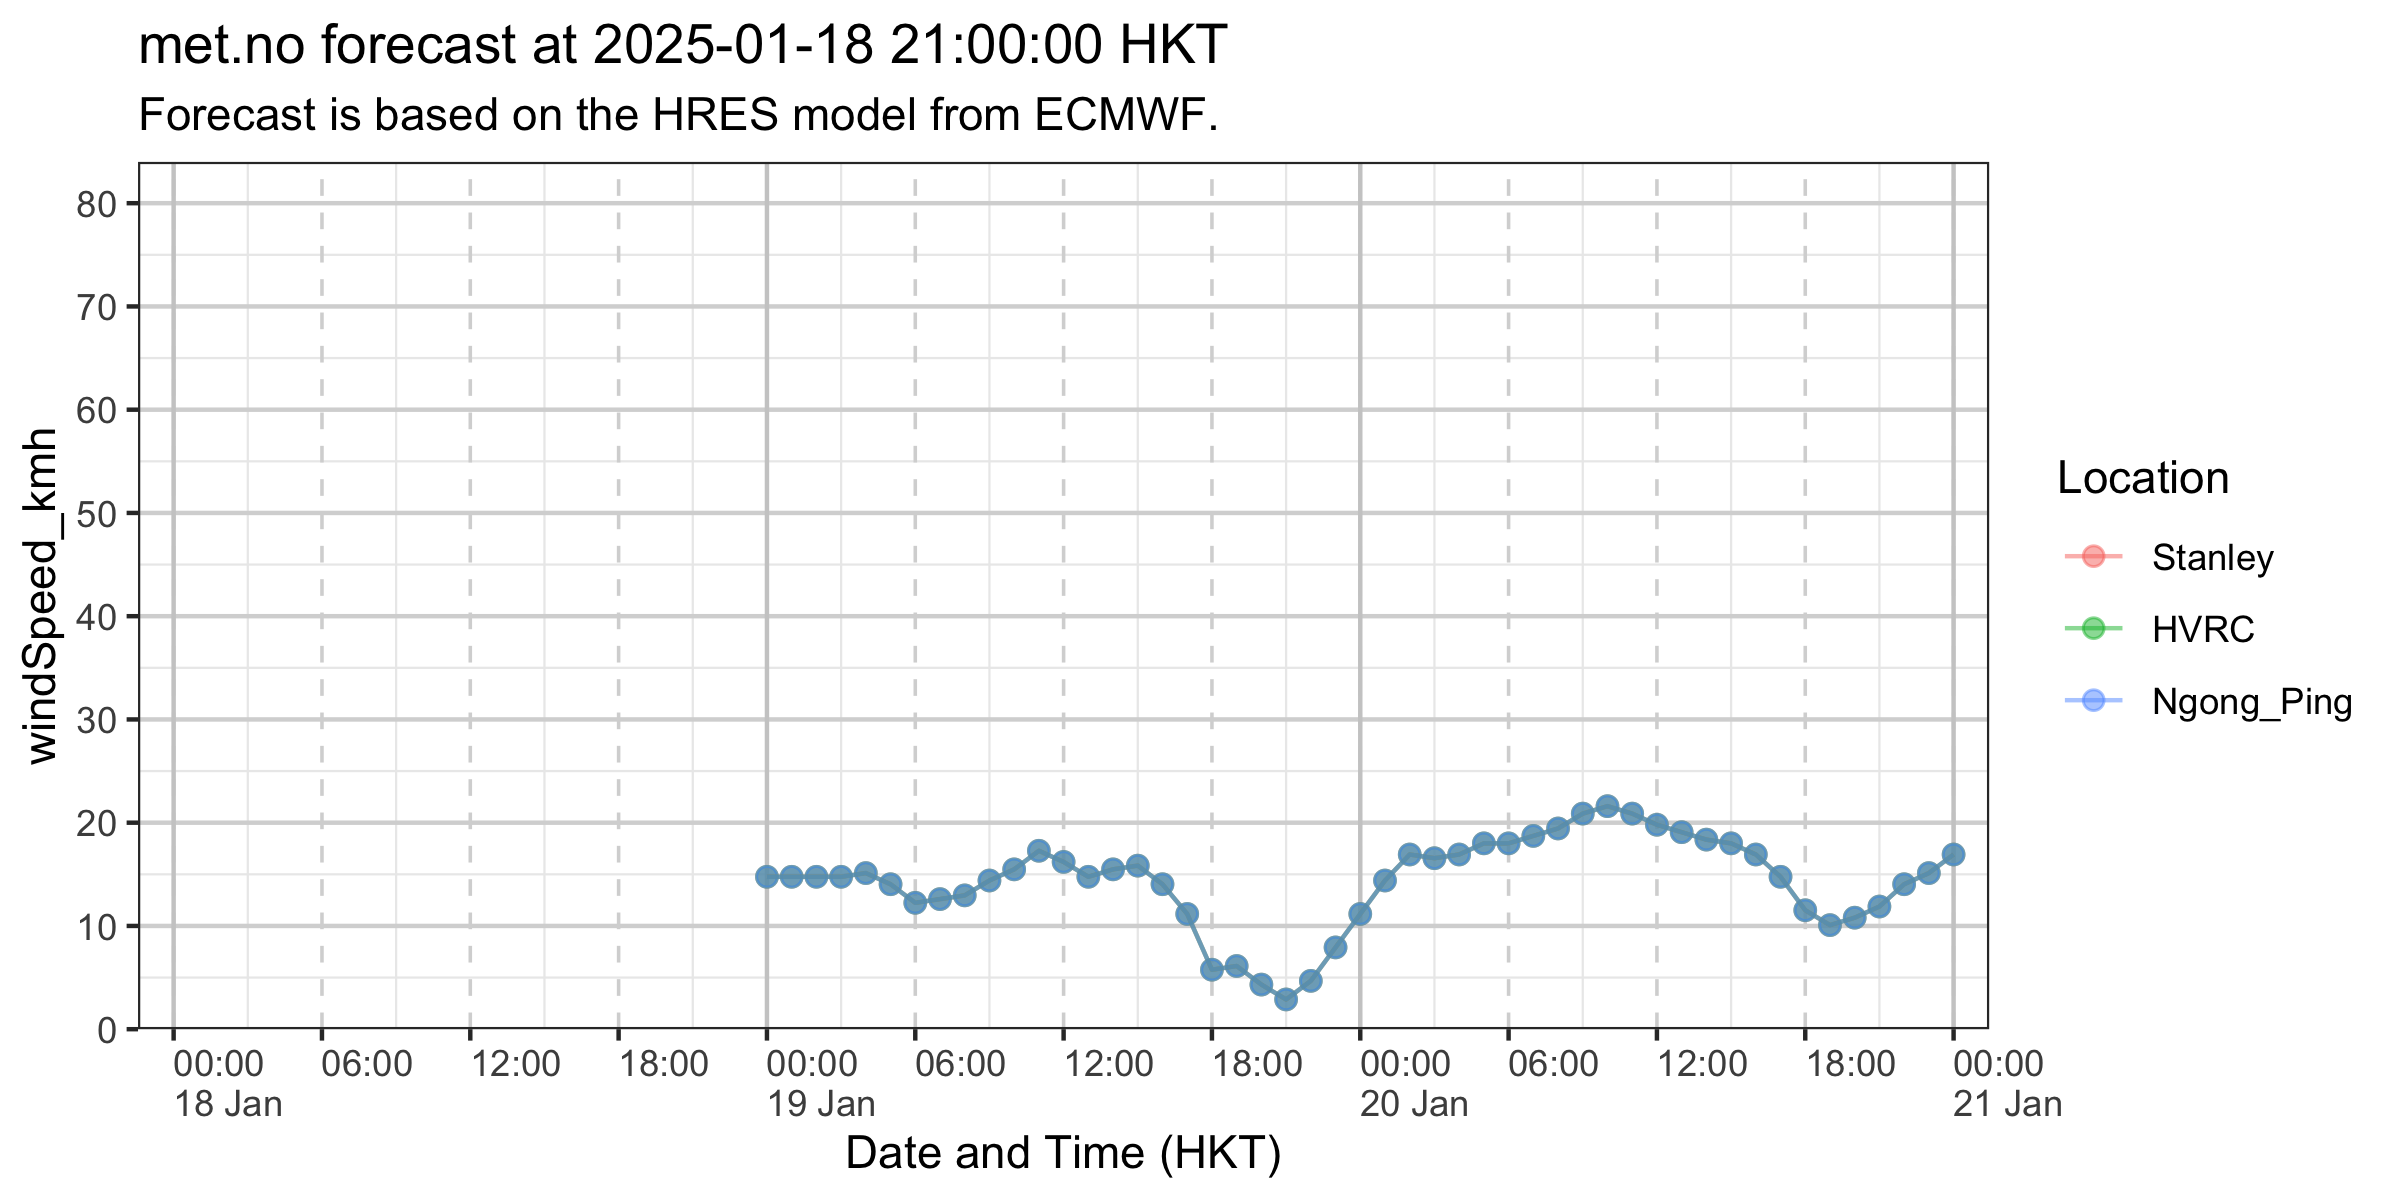 met.no forecast at 2025-01-18 21:00:00 HKT
Forecast is based on the HRES model from ECMWF.
windSpeed_kmh
80
70
60
50
40
30
20
10
0
00:00 06:00 12:00 18:00 00:00 06:00 12:00 18:00 00:00 06:00 12:00 18:00 00:00
18 Jan 19 Jan 20 Jan 21 Jan
Date and Time (HKT)
Location
Stanley
HVRC
Ngong_Ping